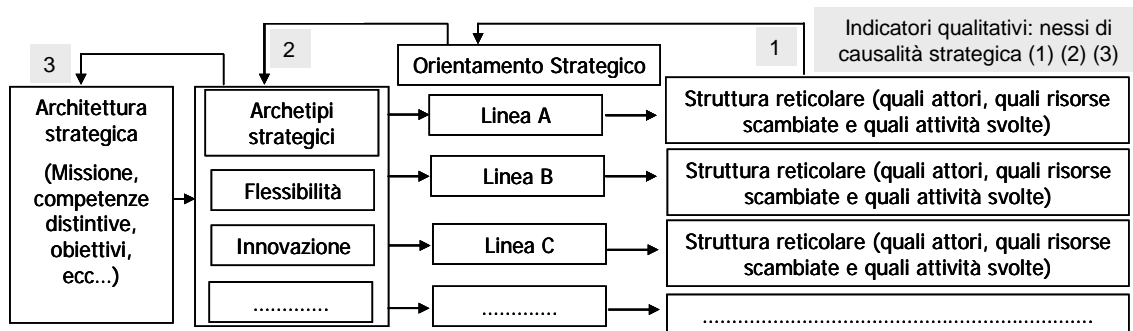 Indicatori qualitativi: nessi di
causalità strategica (1) (2) (3)
3
2
1
Orientamento Strategico
Architettura
strategica
(Missione,
competenze
distintive,
obiettivi,
ecc...)
Archetipi
strategici
Flessibilità
Innovazione
.............
Linea A
Linea B
Linea C
.............
Struttura reticolare (quali attori, quali risorse
scambiate e quali attività svolte)
Struttura reticolare (quali attori, quali risorse
scambiate e quali attività svolte)
Struttura reticolare (quali attori, quali risorse
scambiate e quali attività svolte)
......................................................................